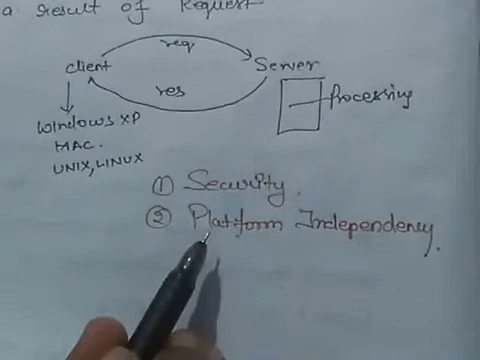 a result of Request
req
client
Server
res
Processing
Windows XP
MAC.
UNIX, LINUX
① Security.
② Platform Independency.